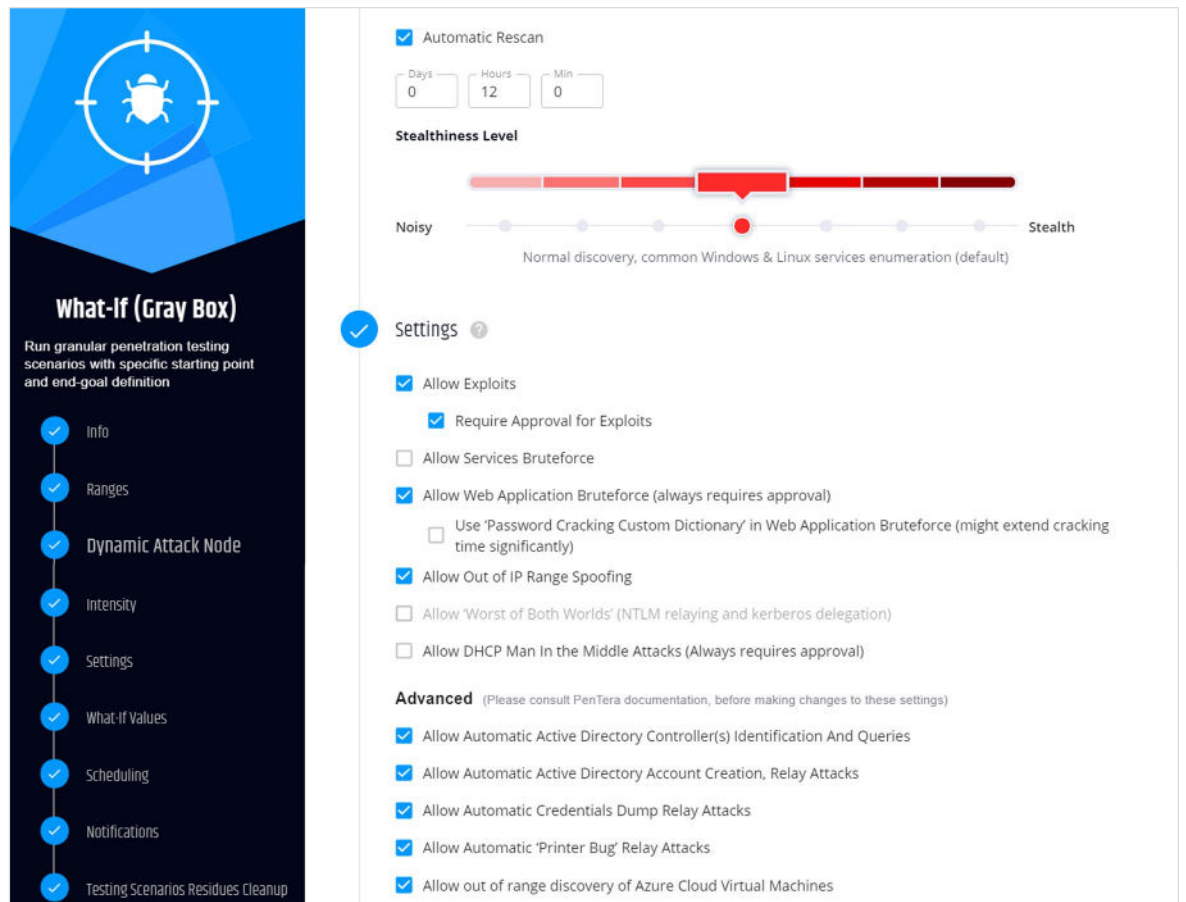 What-If (Gray Box)
Run granular penetration testing
scenarios with specific starting point
and end-goal definition
Info
Ranges
Dynamic Attack Node
Intensity
Settings
What-If Values
Scheduling
Notifications
Testing Scenarios Residues Cleanup
Automatic Rescan
Days Hours Min
0 12 0
Stealthiness Level
Noisy Stealth
Normal discovery, common Windows & Linux services enumeration (default)
Settings ?
Allow Exploits
Require Approval for Exploits
Allow Services Bruteforce
Allow Web Application Bruteforce (always requires approval)
Use ‘Password Cracking Custom Dictionary’ in Web Application Bruteforce (might extend cracking
time significantly)
Allow Out of IP Range Spoofing
Allow ‘Worst of Both Worlds’ (NTLM relaying and kerberos delegation)
Allow DHCP Man In the Middle Attacks (Always requires approval)
Advanced (Please consult PenTera documentation, before making changes to these settings)
Allow Automatic Active Directory Controller(s) Identification And Queries
Allow Automatic Active Directory Account Creation, Relay Attacks
Allow Automatic Credentials Dump Relay Attacks
Allow Automatic ‘Printer Bug’ Relay Attacks
Allow out of range discovery of Azure Cloud Virtual Machines